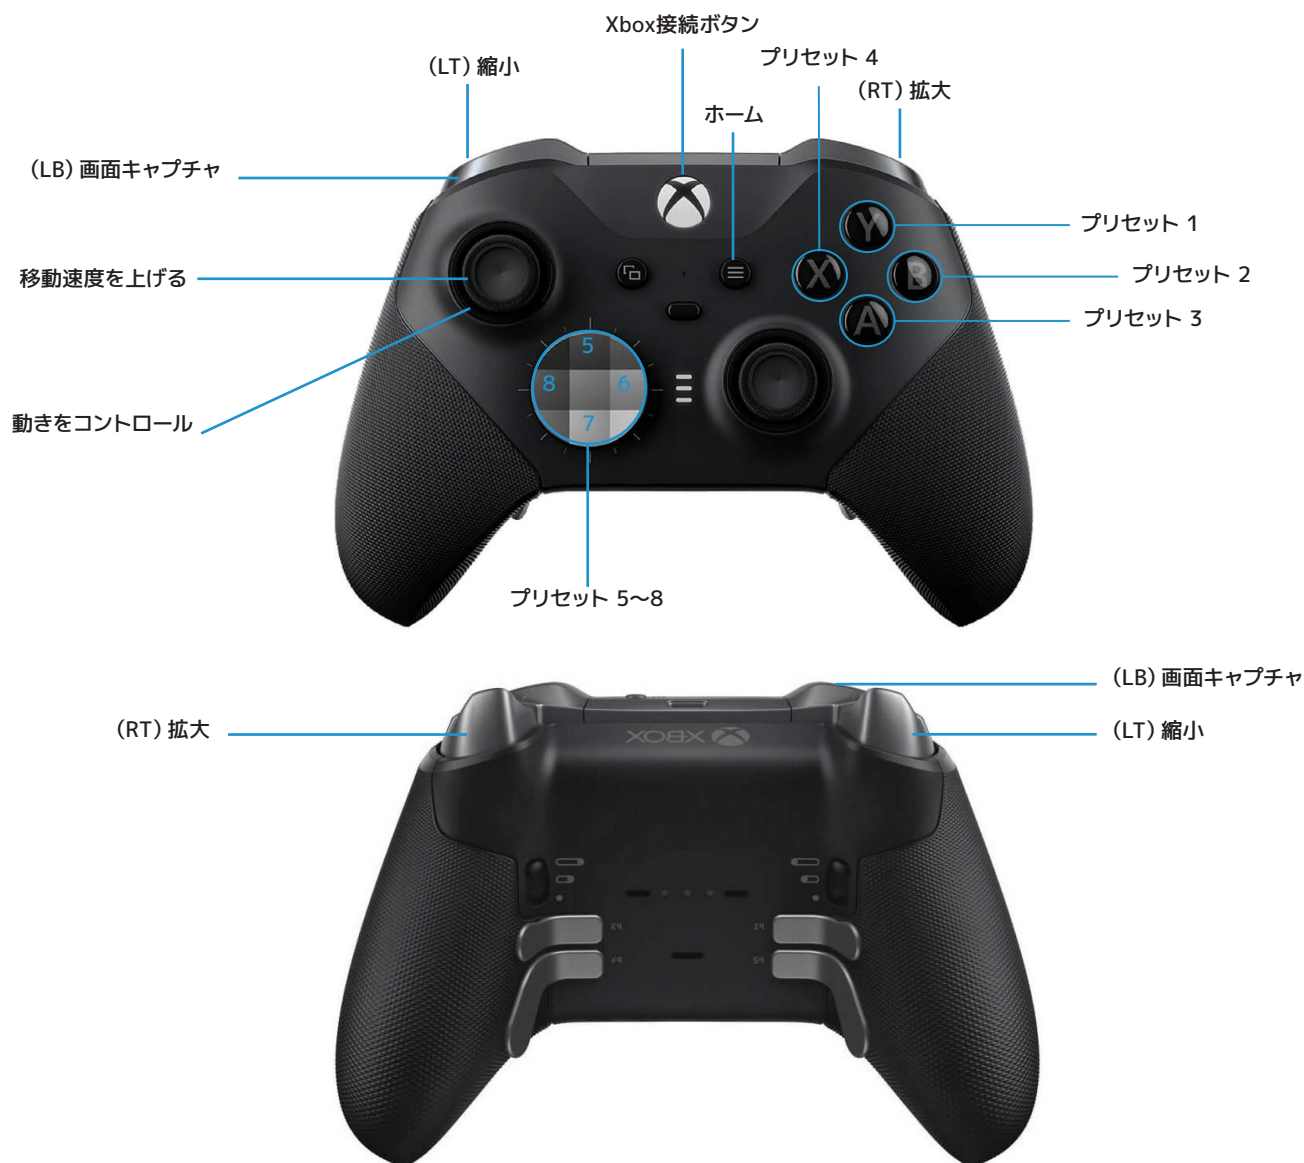 Xbox接続ボタン
プリセット 4
（LT）縮小
（RT）拡大
ホーム
（LB）画面キャプチャ
Y
プリセット 1
移動速度を上げる
X
B
プリセット 2
A
プリセット 3
5
8
6
7
動きをコントロール
プリセット 5〜8
（LB）画面キャプチャ
（RT）拡大
XBOX
（LT）縮小
P3
P1
P4
P2